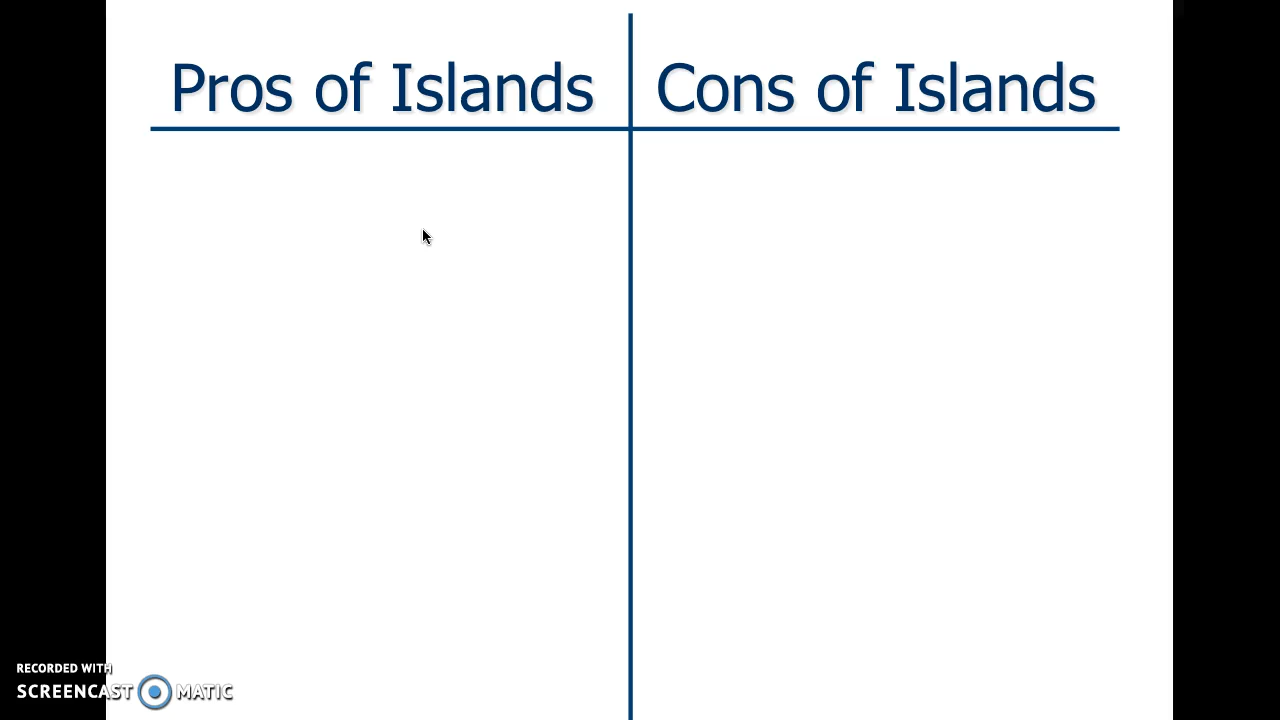 Pros of Islands
Cons of Islands
RECORDED WITH
SCREENCAST MATIC